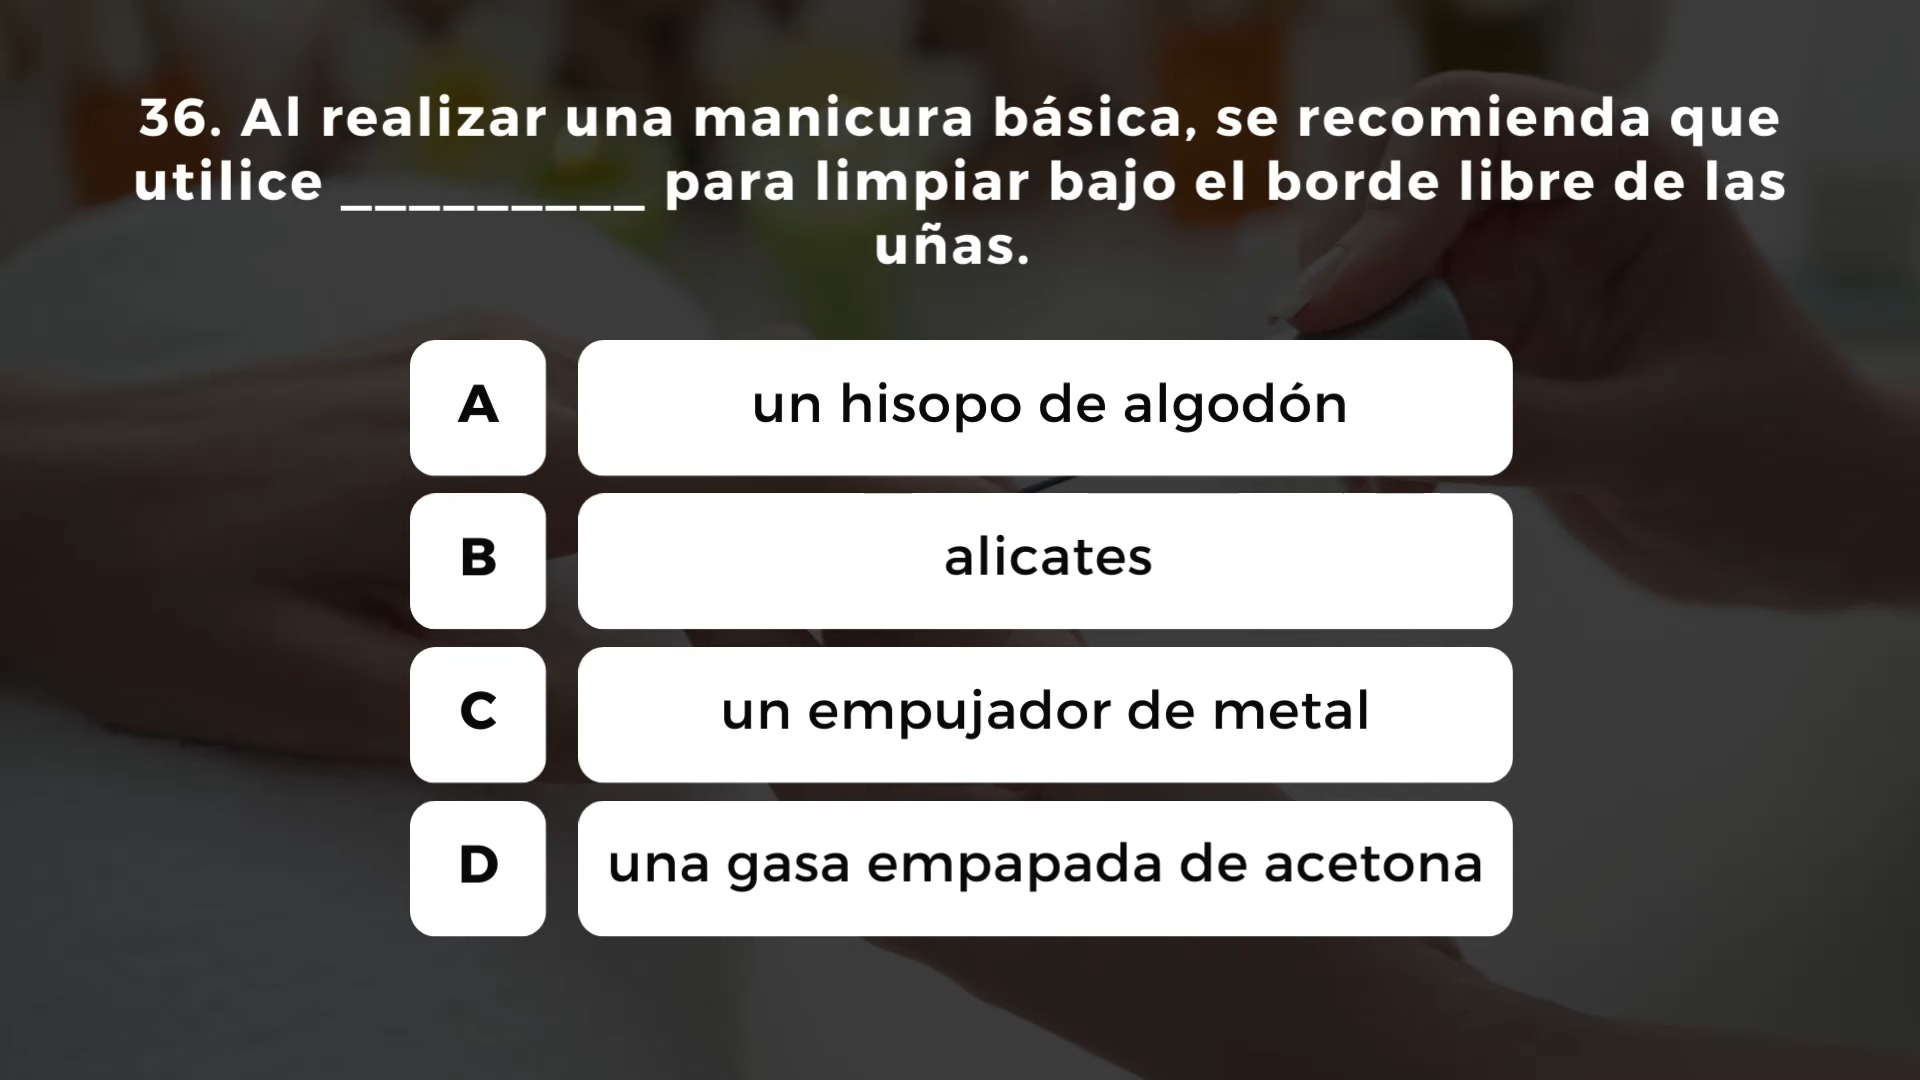 36. Al realizar una manicura básica, se recomienda que
utilice _________ para limpiar bajo el borde libre de las
uñas.
A
un hisopo de algodón
B
alicates
C
un empujador de metal
D
una gasa empapada de acetona